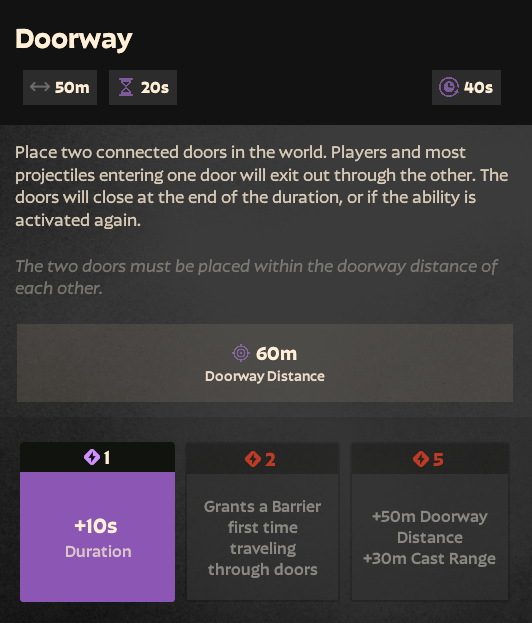 Doorway
50m
20s
40s
Place two connected doors in the world. Players and most
projectiles entering one door will exit out through the other. The
doors will close at the end of the duration, or if the ability is
activated again.
The two doors must be placed within the doorway distance of
each other.
60m
Doorway Distance
1
+10s
Duration
2
Grants a Barrier
first time
traveling
through doors
5
+50m Doorway
Distance
+30m Cast Range